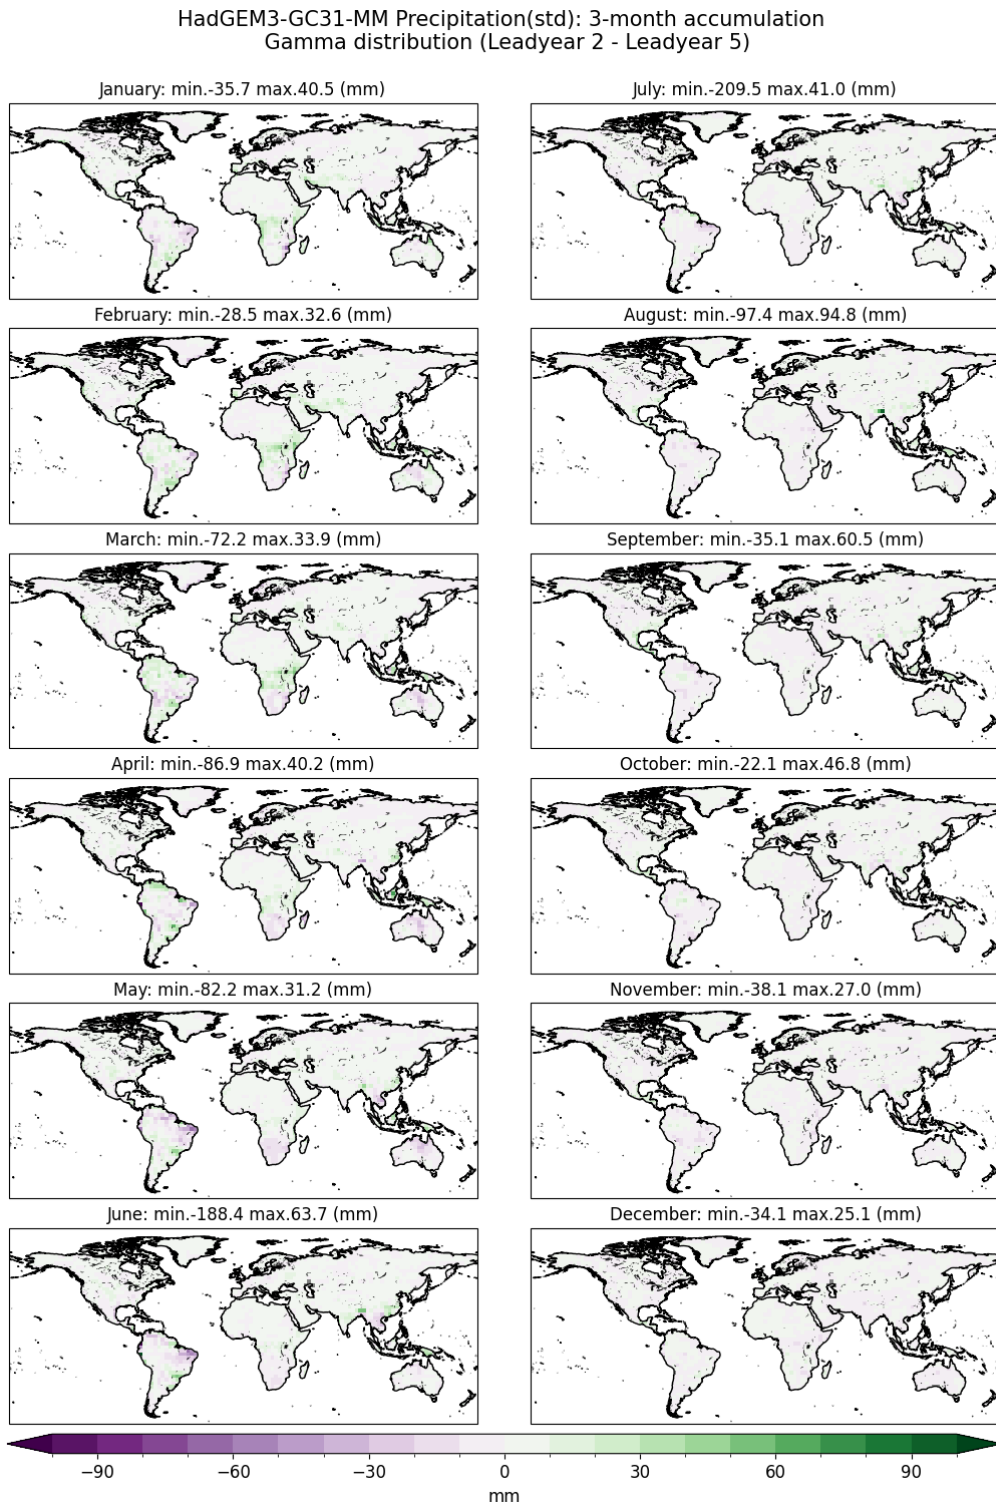 HadGEM3-GC31-MM Precipitation(std): 3-month accumulation
Gamma distribution (Leadyear 2 - Leadyear 5)
January: min.-35.7 max.40.5 (mm)
July: min.-209.5 max.41.0 (mm)
February: min.-28.5 max.32.6 (mm)
August: min.-97.4 max.94.8 (mm)
March: min.-72.2 max.33.9 (mm)
September: min.-35.1 max.60.5 (mm)
April: min.-86.9 max.40.2 (mm)
October: min.-22.1 max.46.8 (mm)
May: min.-82.2 max.31.2 (mm)
November: min.-38.1 max.27.0 (mm)
June: min.-188.4 max.63.7 (mm)
December: min.-34.1 max.25.1 (mm)
−90 −60 −30 0 30 60 90
mm